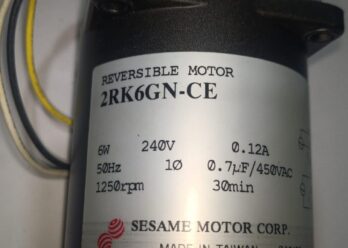 REVERSIBLE MOTOR
2RK6GN-CE
6W 240V 0.12A
50Hz 1Ø 0.7µF/450VAC
1250rpm 30min
SESAME MOTOR CORP.
MADE IN TAIWAN